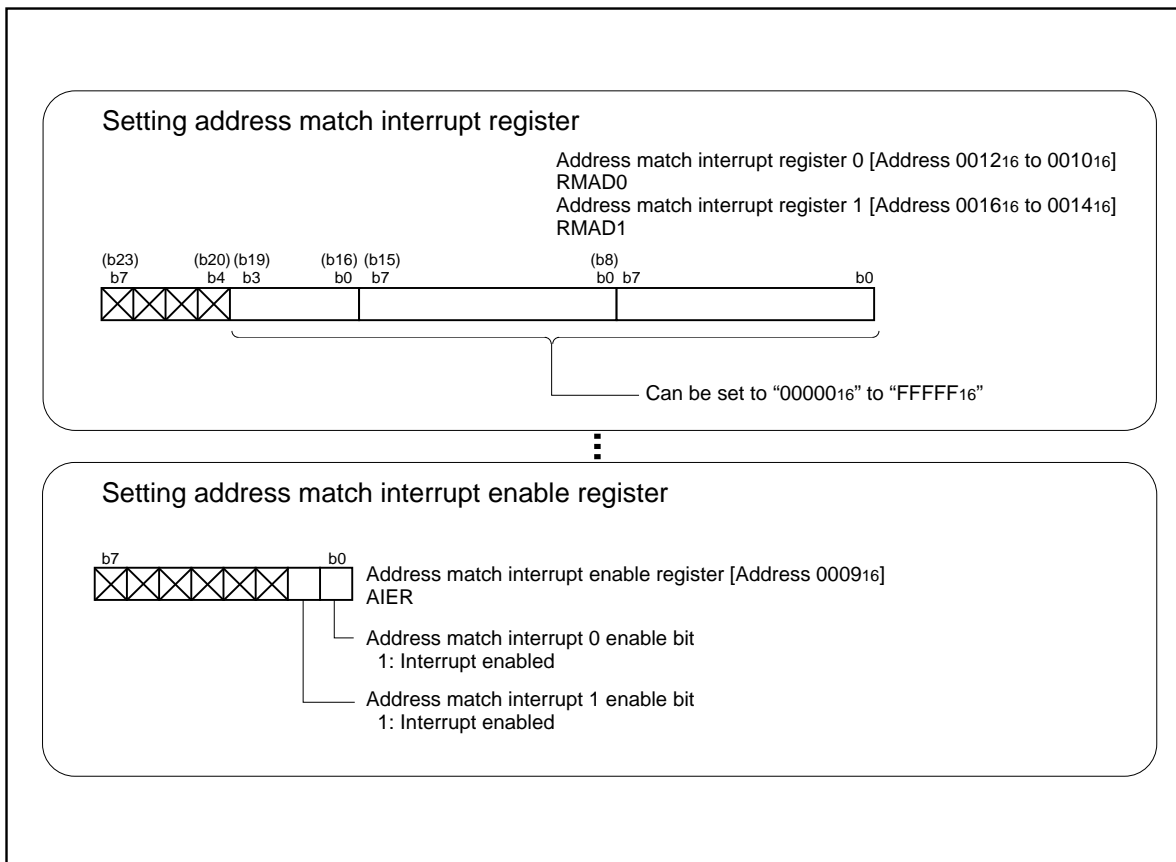 Setting address match interrupt register
Address match interrupt register 0 [Address 001216 to 001016]
RMAD0
Address match interrupt register 1 [Address 001616 to 001416]
RMAD1
(b23) (b20) (b19) (b16) (b15) (b8)
b7 b4 b3 b0 b7 b0 b7 b0
Can be set to “0000016” to “FFFFF16”
Setting address match interrupt enable register
b7 b0
Address match interrupt enable register [Address 000916]
AIER
Address match interrupt 0 enable bit
1: Interrupt enabled
Address match interrupt 1 enable bit
1: Interrupt enabled